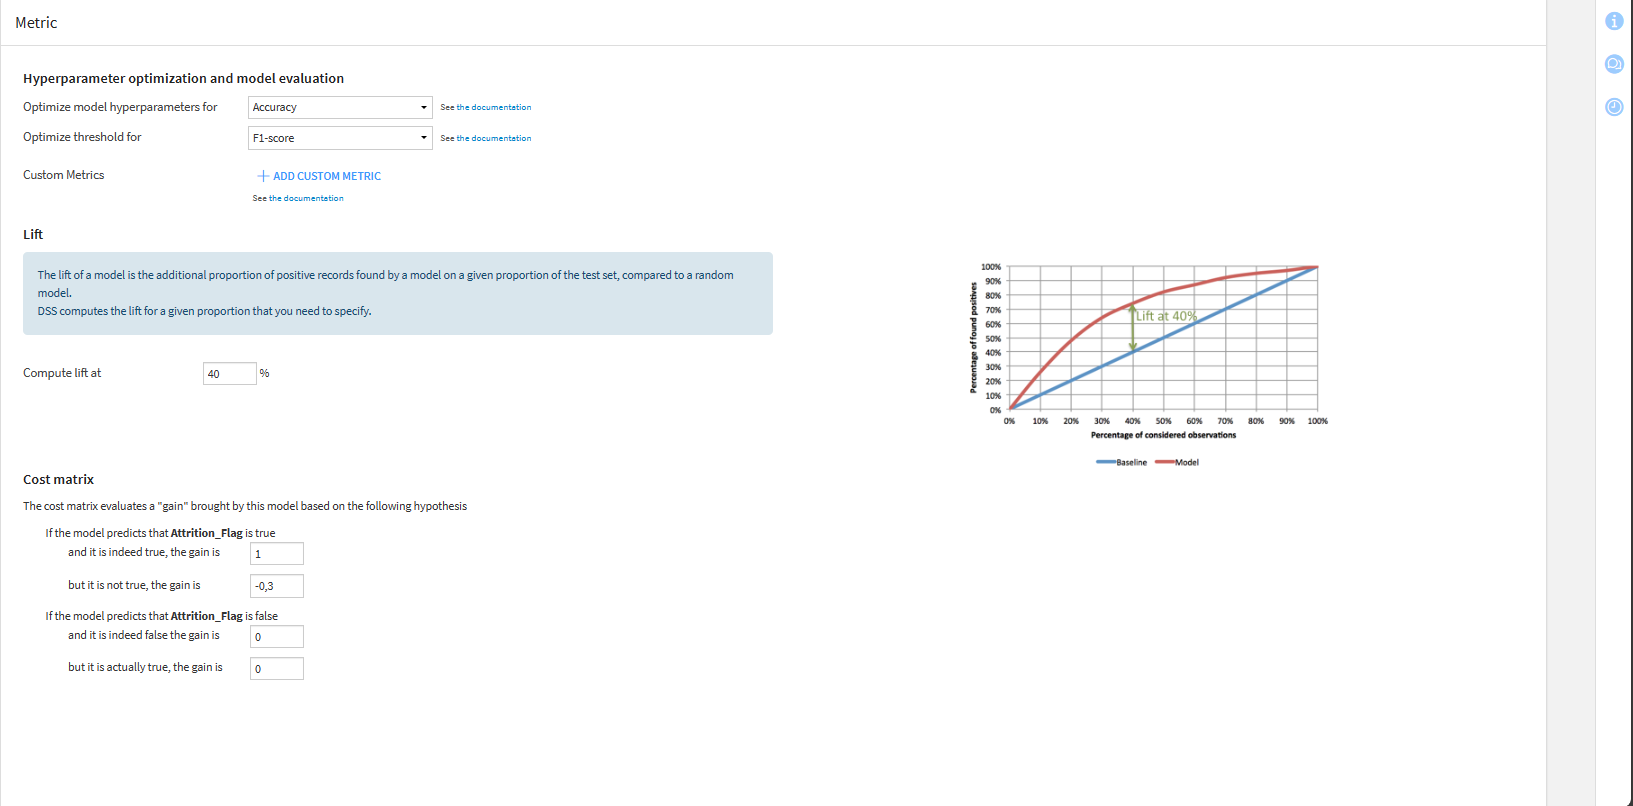 Metric
Hyperparameter optimization and model evaluation
Optimize model hyperparameters for Accuracy See the documentation
Optimize threshold for F1-score See the documentation
Custom Metrics + ADD CUSTOM METRIC
See the documentation
Lift
The lift of a model is the additional proportion of positive records found by a model on a given proportion of the test set, compared to a random
model.
DSS computes the lift for a given proportion that you need to specify.
Compute lift at 40 %
Percentage of found positives
100%
90%
80%
70%
60%
50%
40%
30%
20%
10%
0%
Lift at 40%
0% 10% 20% 30% 40% 50% 60% 70% 80% 90% 100%
Percentage of considered observations
Baseline Model
Cost matrix
The cost matrix evaluates a "gain" brought by this model based on the following hypothesis
If the model predicts that Attrition_Flag is true
and it is indeed true, the gain is 1
but it is not true, the gain is -0,3
If the model predicts that Attrition_Flag is false
and it is indeed false the gain is 0
but it is actually true, the gain is 0